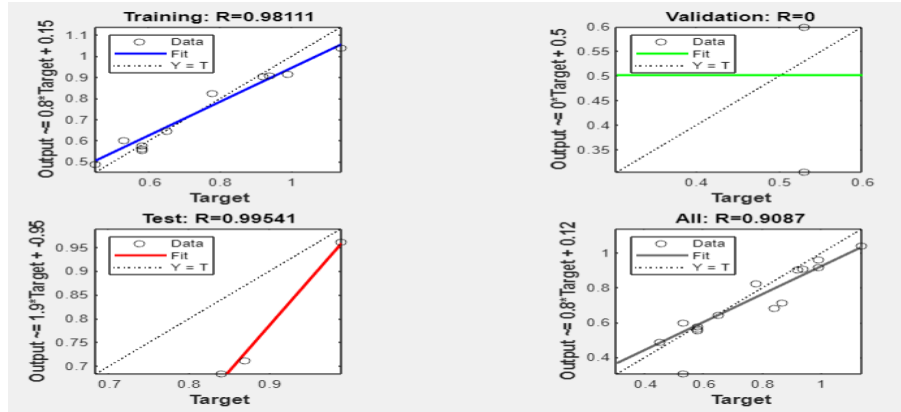 Training: R=0.98111
Output ~= 0.8*Target + 0.15
1.1
1
0.9
0.8
0.7
0.6
0.5
Data
Fit
Y = T
0.6
0.8
1
Target
Validation: R=0
Output ~= 0*Target + 0.5
0.6
0.55
0.5
0.45
0.4
0.35
Data
Fit
Y = T
0.4
0.5
0.6
Target
Test: R=0.99541
Output ~= 1.9*Target + -0.95
0.95
0.9
0.85
0.8
0.75
0.7
Data
Fit
Y = T
0.7
0.8
0.9
Target
All: R=0.9087
Output ~= 0.8*Target + 0.12
1
0.8
0.6
0.4
Data
Fit
Y = T
0.4
0.6
0.8
1
Target